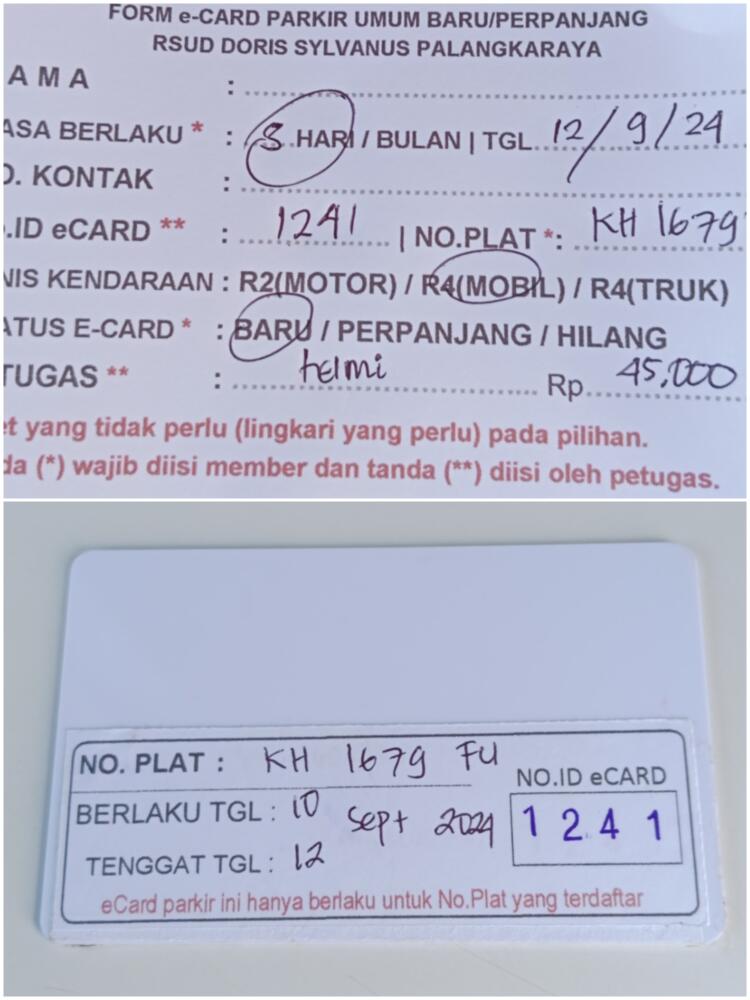 FORM e-CARD PARKIR UMUM BARU/PERPANJANG
RSUD DORIS SYLVANUS PALANGKARAYA
AMA :
ASA BERLAKU * : 3 HARI / BULAN | TGL 12/9/24
O. KONTAK :
.ID eCARD ** : 1241 | NO.PLAT *: KH 1679
NIS KENDARAAN : R2(MOTOR) / R4(MOBIL) / R4(TRUK)
ATUS E-CARD * : BARU / PERPANJANG / HILANG
TUGAS ** : helmi Rp 45,000
et yang tidak perlu (lingkari yang perlu) pada pilihan.
da (*) wajib diisi member dan tanda (**) diisi oleh petugas.
NO. PLAT : KH 1679 FU
NO.ID eCARD
BERLAKU TGL : 10 Sept 2024
1241
TENGGAT TGL : 12
eCard parkir ini hanya berlaku untuk No.Plat yang terdaftar